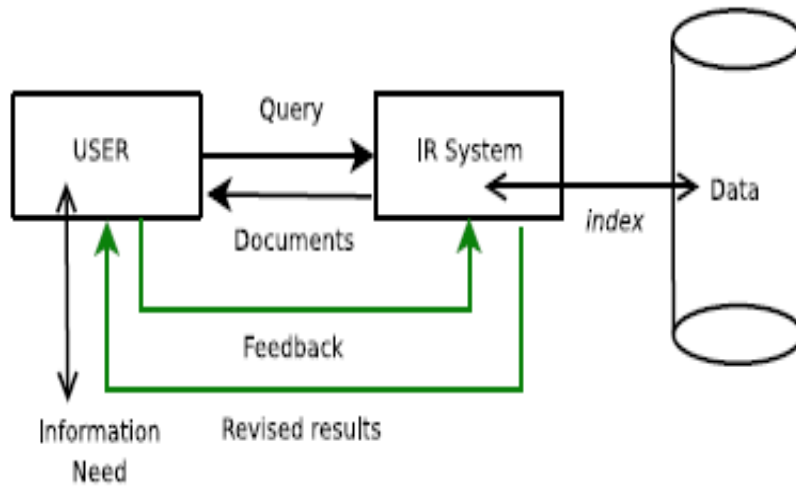 Query
USER
IR System
Data
index
Documents
Feedback
Revised results
Information
Need